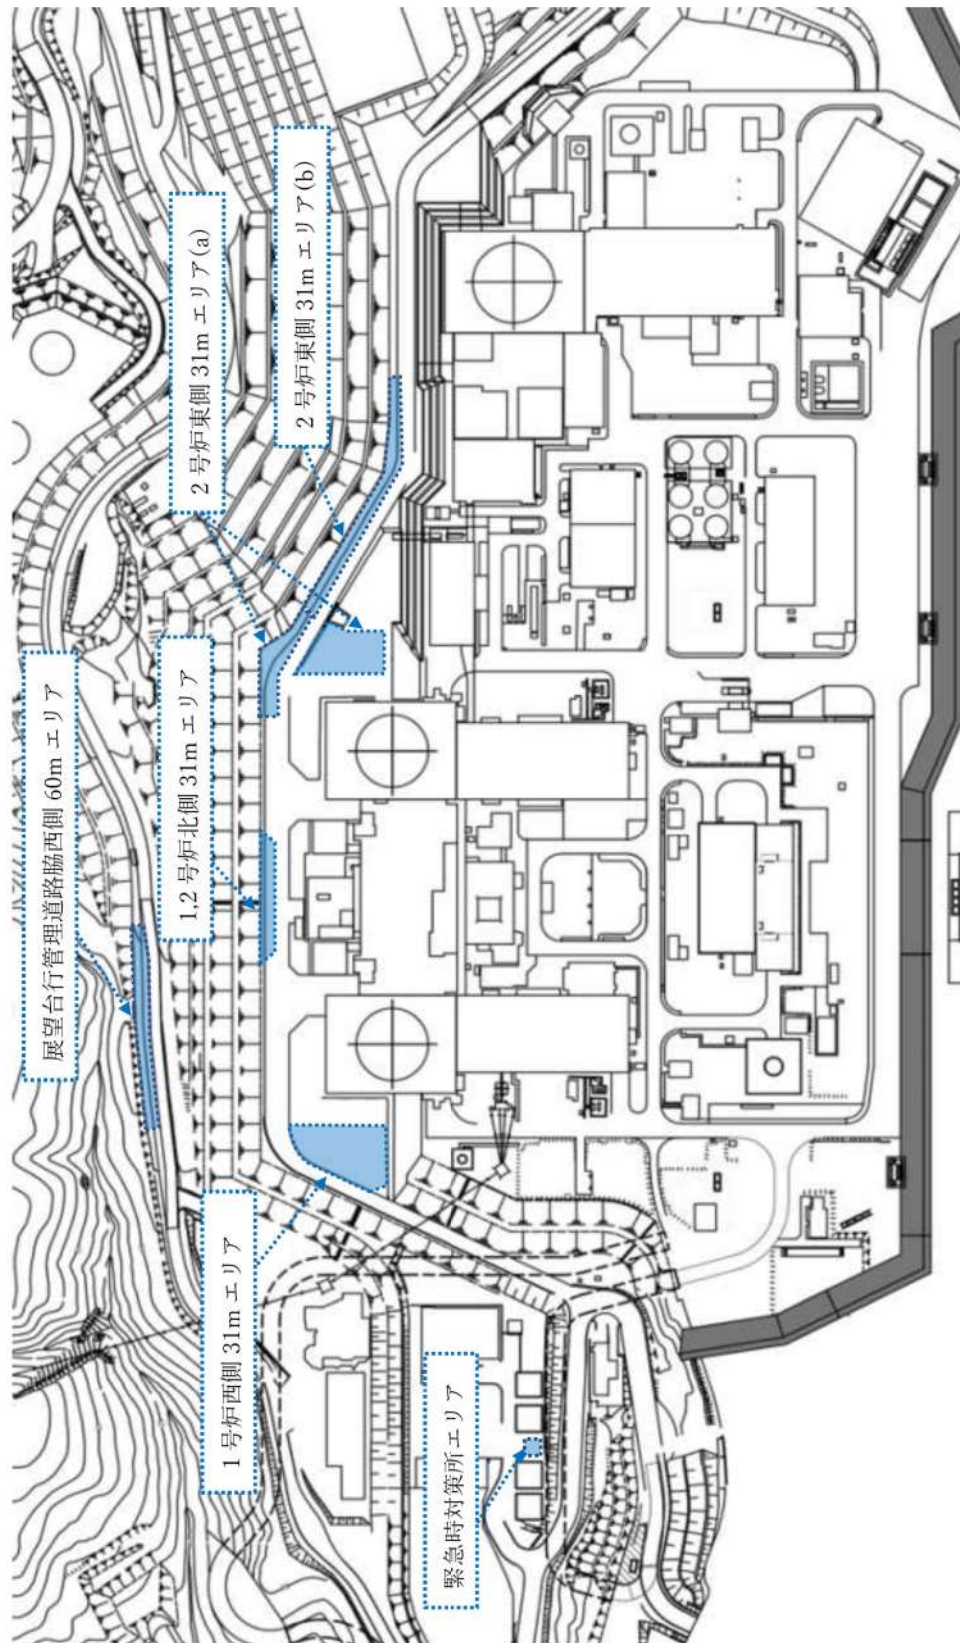 展望台行管理道路脇西側 60m エリア
2 号炉東側 31m エリア(a)
2 号炉東側 31m エリア(b)
1,2 号炉北側 31m エリア
1 号炉西側 31m エリア
緊急時対策所エリア